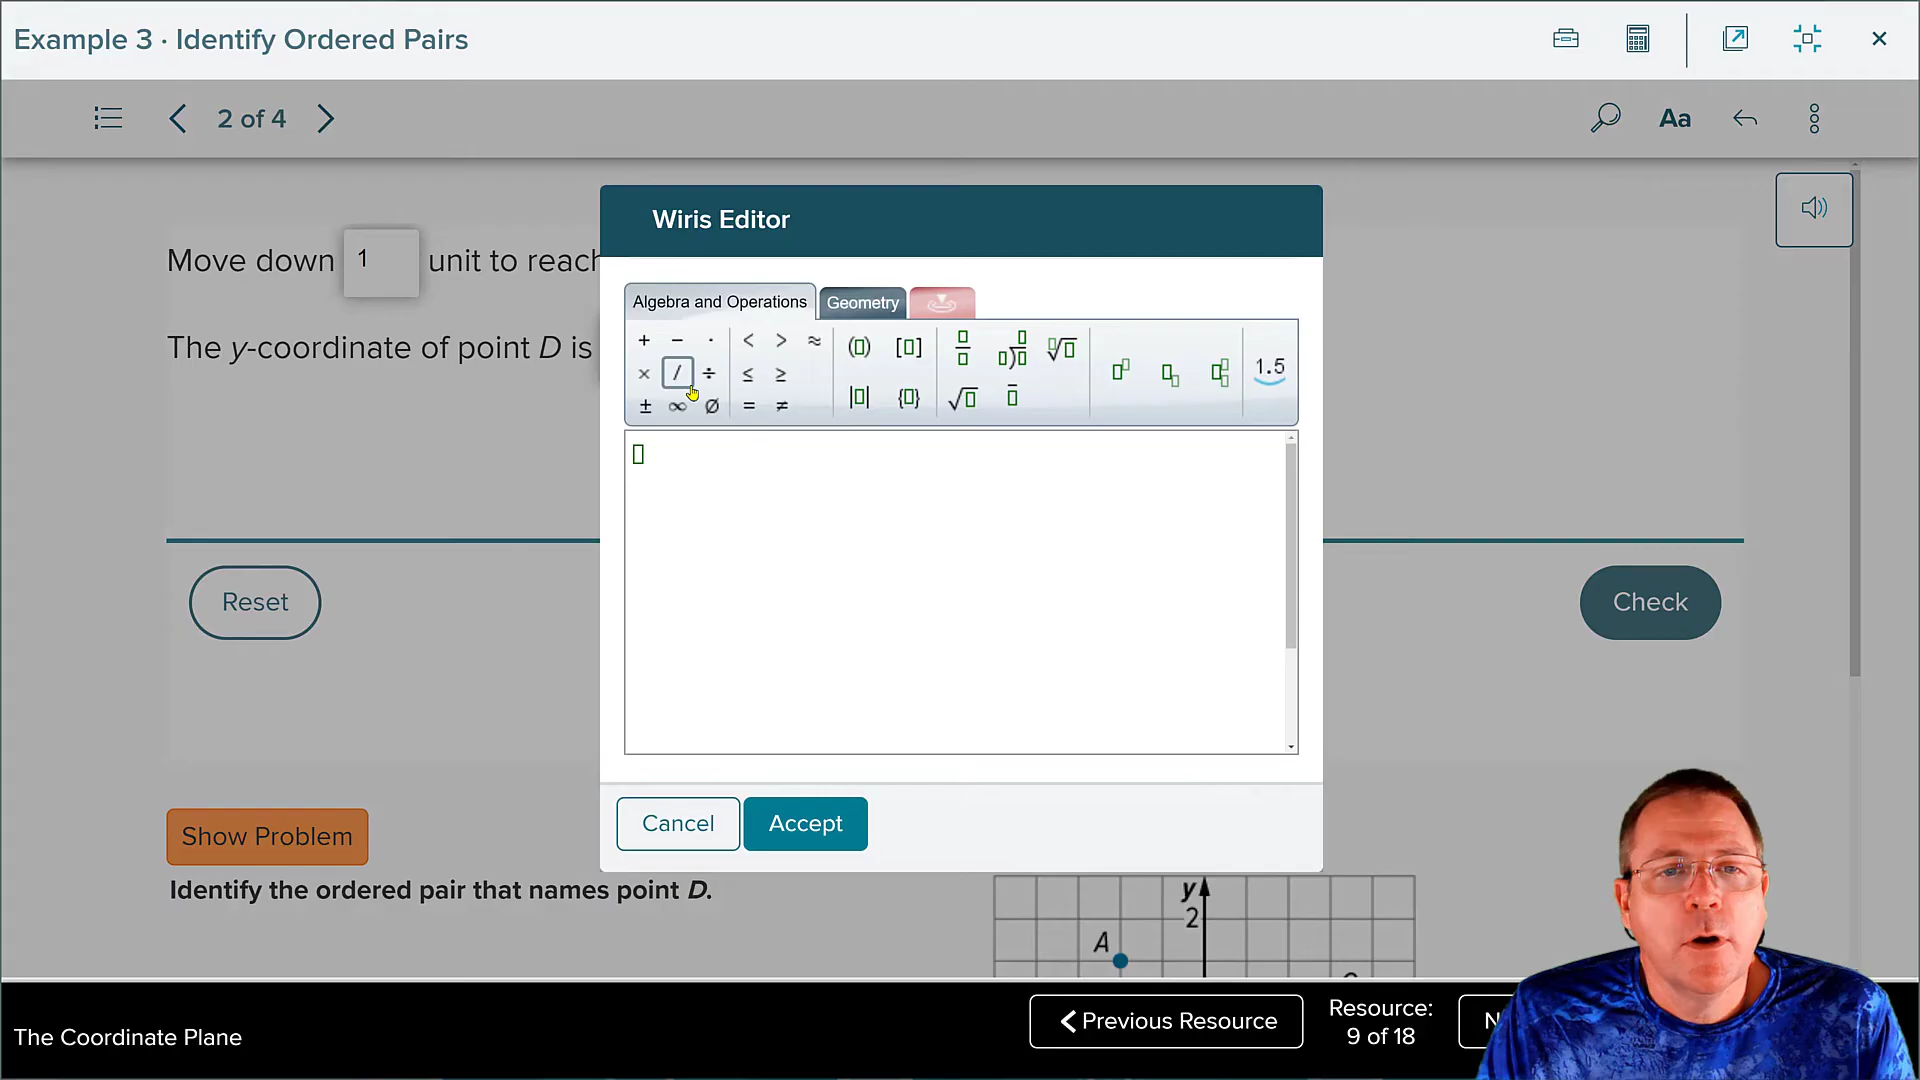 Example 3 · Identify Ordered Pairs
2 of 4
Aa
Move down 1 unit to reach
The y-coordinate of point D is
Wiris Editor
Algebra and Operations
Geometry
+ − · < > ≈ (▯) [▯]
× / ÷ ≤ ≥ 1.5
± ∞ Ø = ≠ |▯| {▯} √▯
Reset
Check
Cancel
Accept
Show Problem
Identify the ordered pair that names point D.
y
2
A
The Coordinate Plane
Previous Resource
Resource:
9 of 18